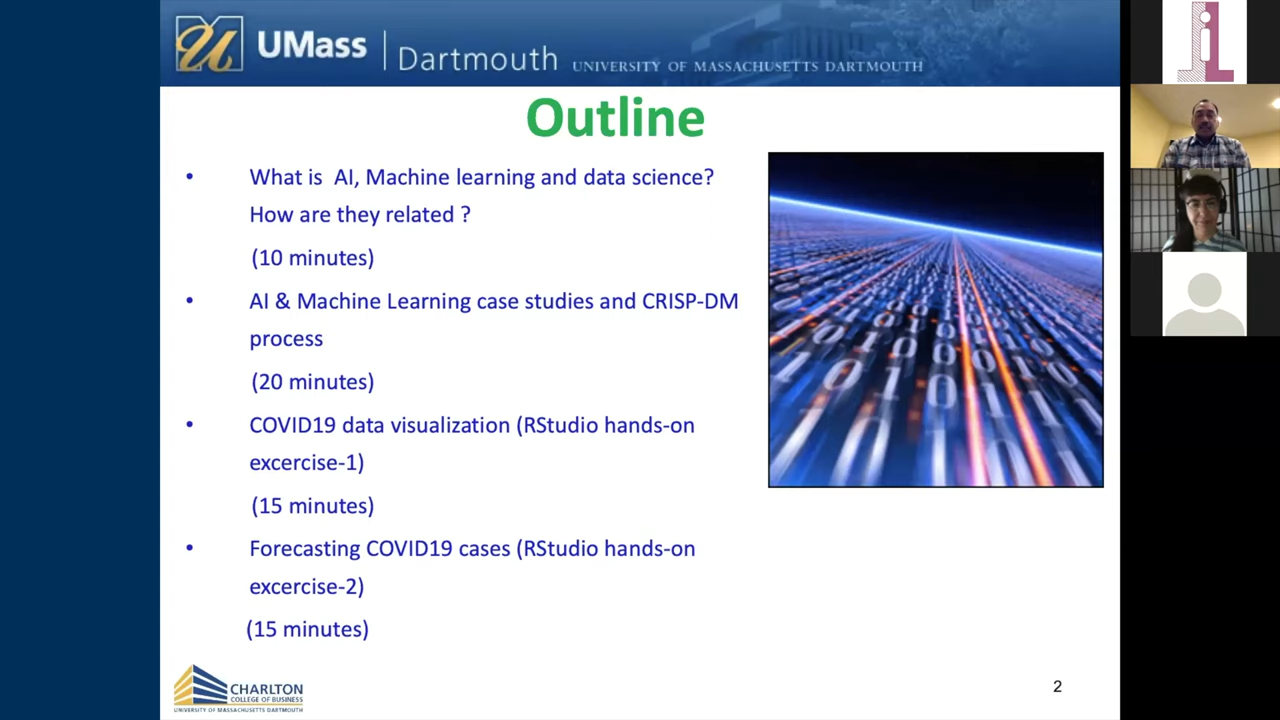 UMass
Dartmouth
UNIVERSITY OF MASSACHUSETTS DARTMOUTH
Outline
• What is AI, Machine learning and data science?
How are they related ?
(10 minutes)
• AI & Machine Learning case studies and CRISP-DM
process
(20 minutes)
• COVID19 data visualization (RStudio hands-on
excercise-1)
(15 minutes)
• Forecasting COVID19 cases (RStudio hands-on
excercise-2)
(15 minutes)
CHARLTON
COLLEGE OF BUSINESS
UNIVERSITY OF MASSACHUSETTS DARTMOUTH
2